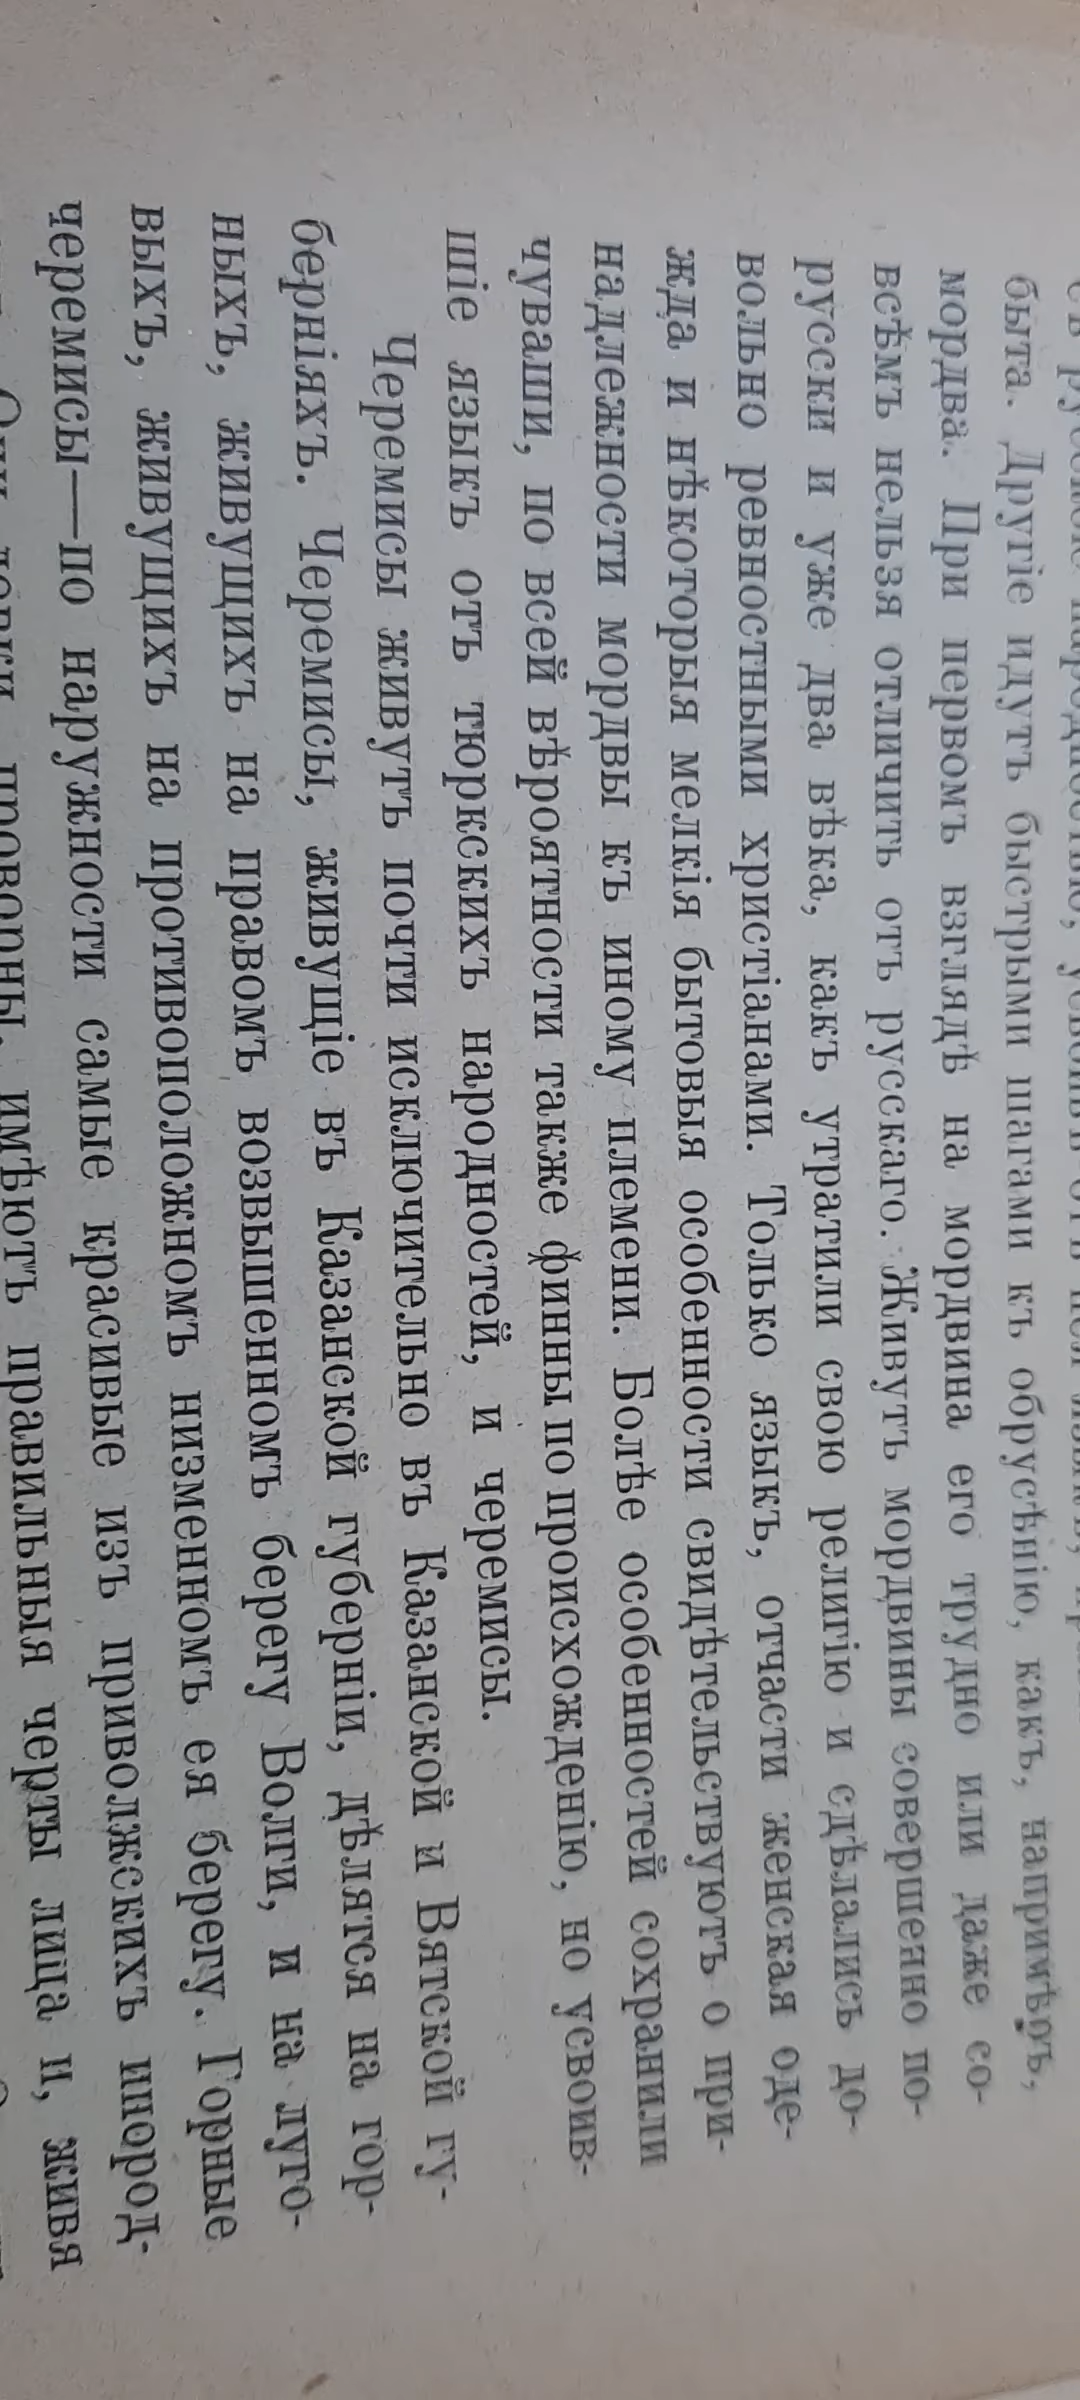 быта. Другіе идутъ быстрыми шагами къ обрусѣнію, какъ, напримѣръ,
мордва. При первомъ взглядѣ на мордвина его трудно или даже со-
всѣмъ нельзя отличить отъ русскаго. Живутъ мордвины совершенно по-
русски и уже два вѣка, какъ утратили свою религію и сдѣлались до-
вольно ревностными христіанами. Только языкъ, отчасти женская оде-
жда и нѣкоторыя мелкія бытовыя особенности свидѣтельствуютъ о при-
надлежности мордвы къ иному племени. Болѣе особенностей сохранили
чуваши, по всей вѣроятности также финны по происхожденію, но усвоив-
шіе языкъ отъ тюркскихъ народностей, и черемисы.
Черемисы живутъ почти исключительно въ Казанской и Вятской гу-
берніяхъ. Черемисы, живущіе въ Казанской губерніи, дѣлятся на гор-
ныхъ, живущихъ на правомъ возвышенномъ берегу Волги, и на луго-
выхъ, живущихъ на противоположномъ низменномъ ея берегу. Горные
черемисы—по наружности самые красивые изъ приволжскихъ инород-
имѣютъ правильныя черты лица и, живя